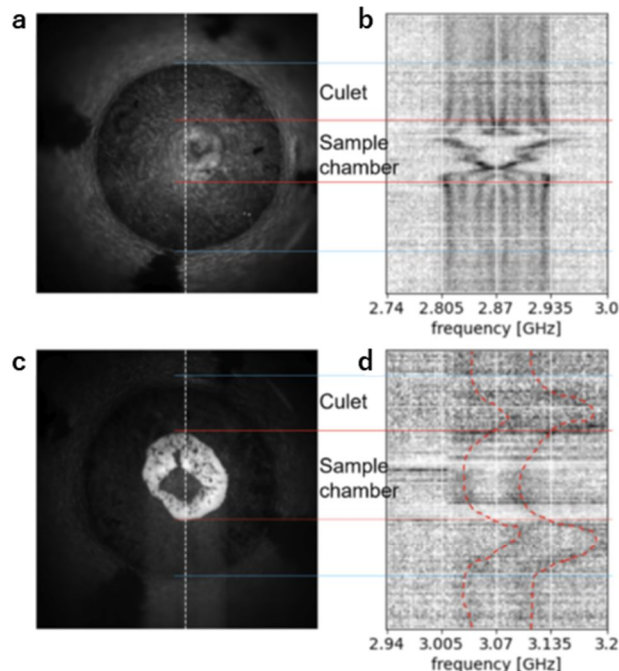 a
b
Culet
Sample
chamber
2.74 2.805 2.87 2.935 3.0
frequency [GHz]
c
d
Culet
Sample
chamber
2.94 3.005 3.07 3.135 3.2
frequency [GHz]